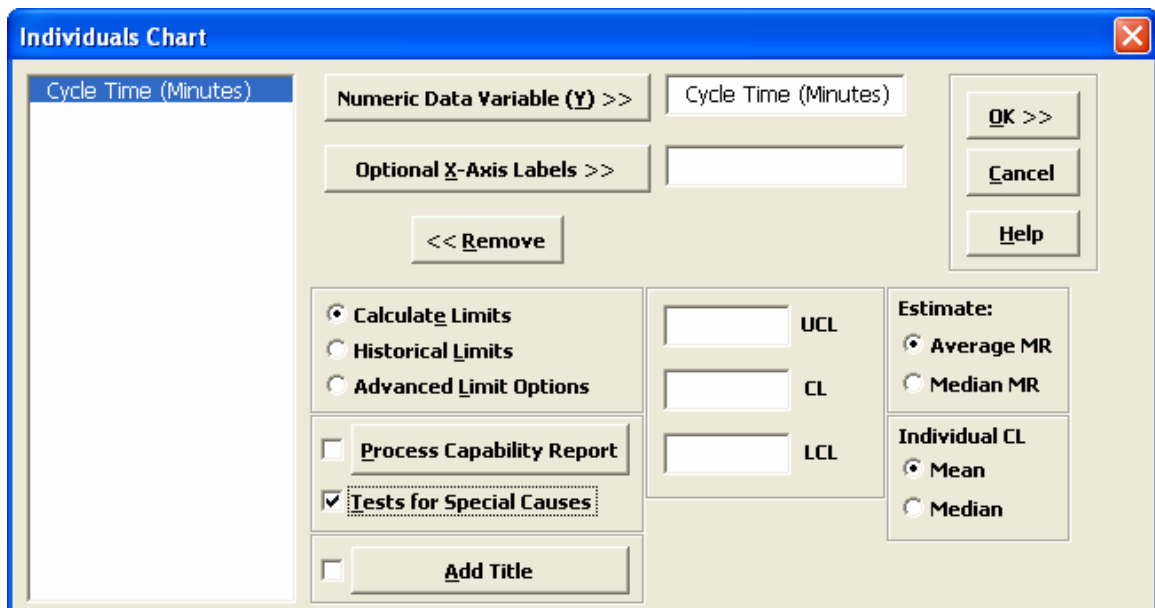 Individuals Chart
Cycle Time (Minutes)
Numeric Data Variable (Y) >>
Cycle Time (Minutes)
Optional X-Axis Labels >>
<< Remove
OK >>
Cancel
Help
Calculate Limits
Historical Limits
Advanced Limit Options
UCL
CL
LCL
Estimate:
Average MR
Median MR
Individual CL
Mean
Median
Process Capability Report
Tests for Special Causes
Add Title